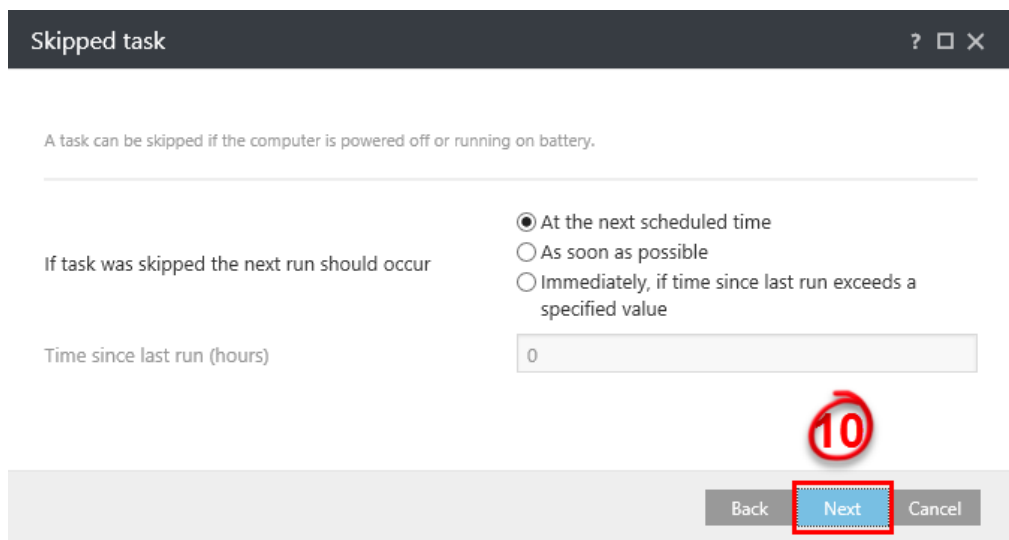 Skipped task
?
A task can be skipped if the computer is powered off or running on battery.
If task was skipped the next run should occur
At the next scheduled time
As soon as possible
Immediately, if time since last run exceeds a
specified value
Time since last run (hours)
0
10
Back Next Cancel